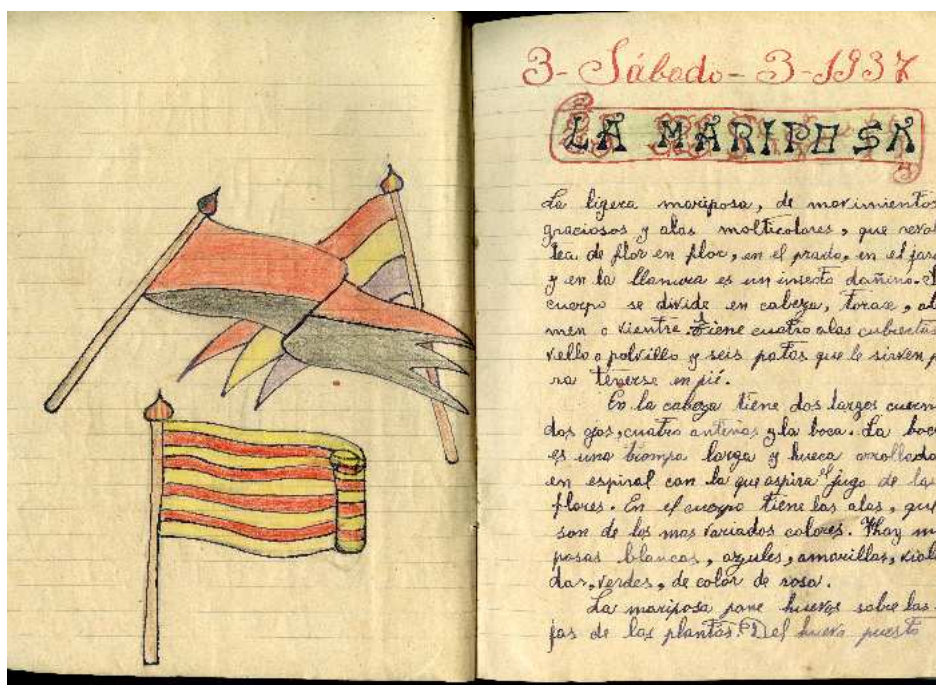 3 - Sábado - 3 - 1937
LA MARIPOSA
La ligera mariposa, de movimientos
graciosos y alas molticolores, que revol
tea de flor en flor, en el prado, en el jard
y en la llanura es un insecto dañino. S
cuerpo se divide en cabeza, torax, ab
men o vientre. Tiene cuatro alas cubiertas
vello o polvillo y seis patas que le sirven p
ra tenerse en pié.
En la cabeza tiene dos largos cuern
dos gos, cuatro antenas y la boca. La boc
es una trompa larga y hueca arrollada
en espiral con la que aspira el jugo de las
flores. En el cuerpo tiene las alas, que
son de los mas variados colores. Hay m
posas blancas, azules, amarillas, viola
das, verdes, de color de rosa.
La mariposa pone huevos sobre las
jas de las plantas. el huevo puesto